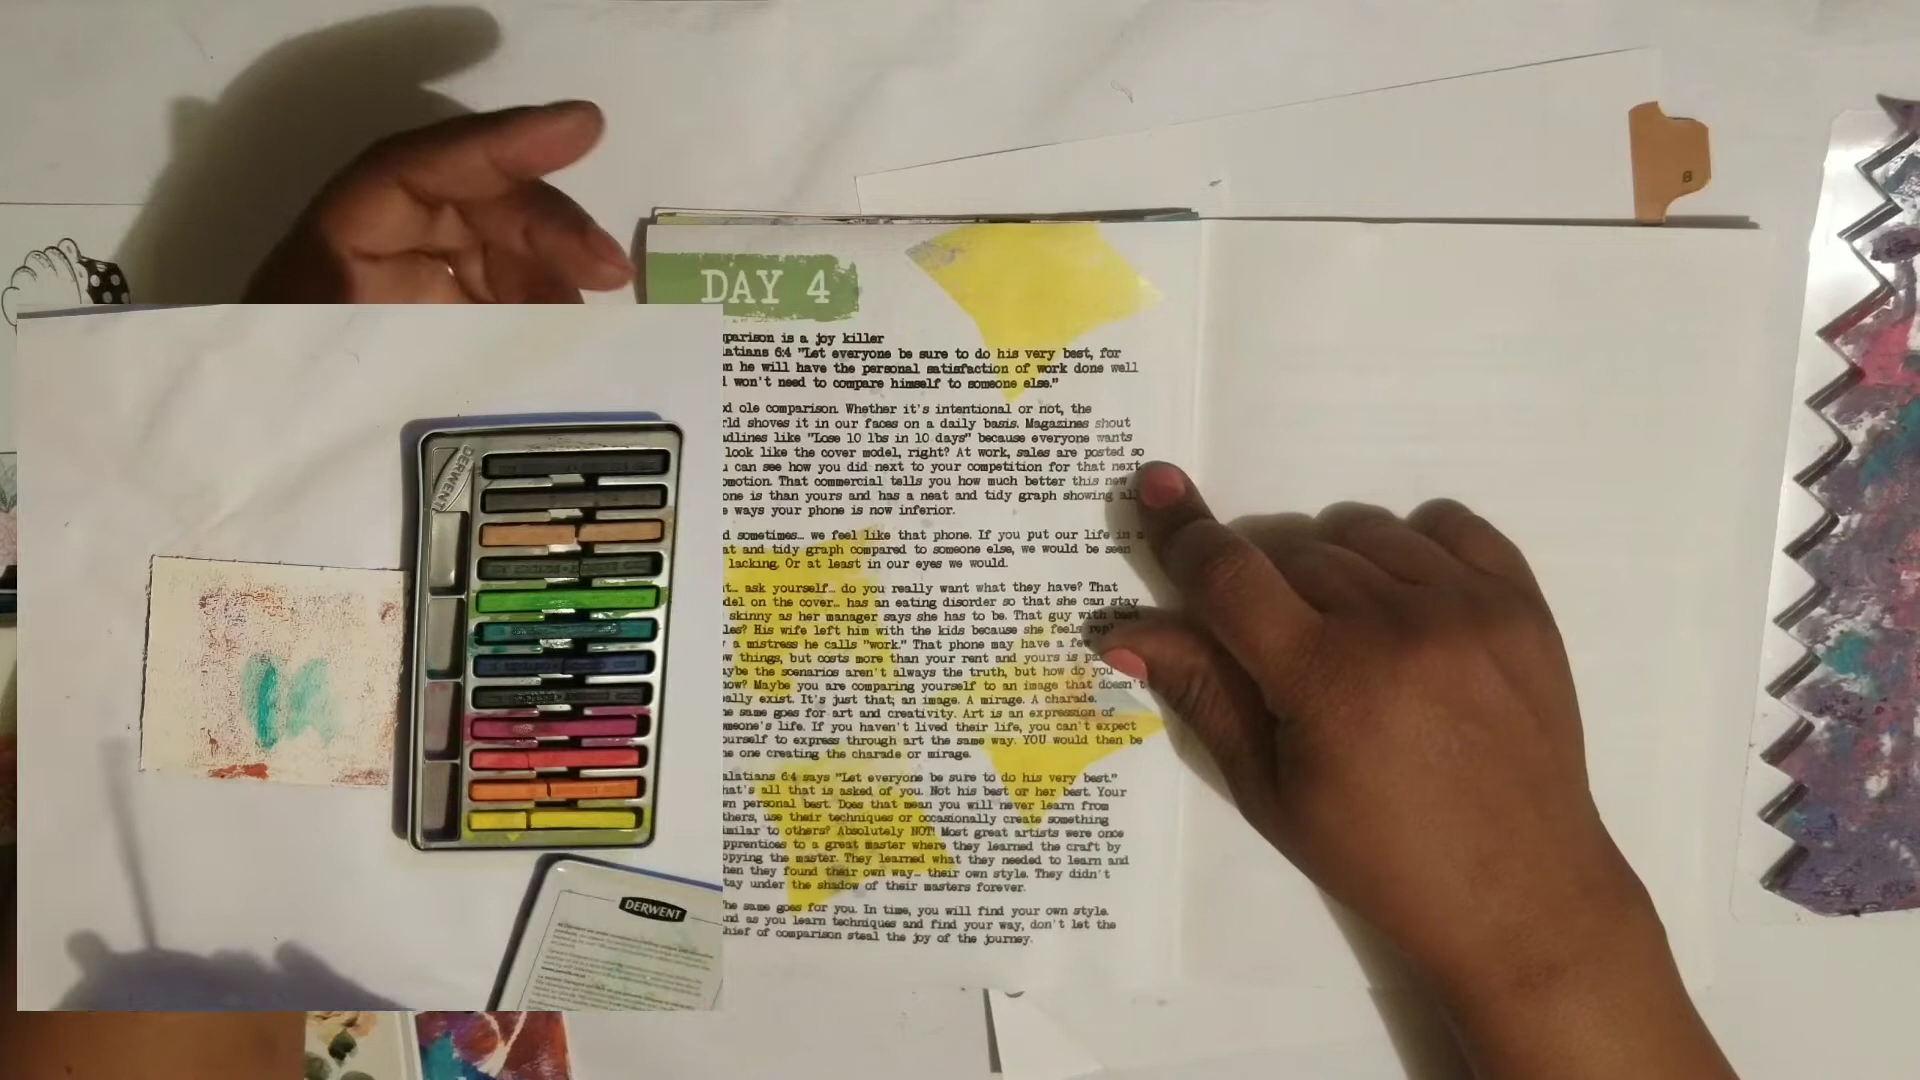 DAY 4
parison is a joy killer
atians 6:4 "Let everyone be sure to do his very best, for
he will have the personal satisfaction of work done well
won't need to compare himself to someone else."
ole comparison. Whether it's intentional or not, the
rld shoves it in our faces on a daily basis. Magazines shout
dlines like "Lose 10 lbs in 10 days" because everyone wants
look like the cover model, right? At work, sales are posted so
can see how you did next to your competition for that next
omotion. That commercial tells you how much better this new
one is than yours and has a neat and tidy graph showing all
ways your phone is now inferior.
sometimes... we feel like that phone. If you put our life in a
at and tidy graph compared to someone else, we would be seen
lacking. Or at least in our eyes we would.
ask yourself... do you really want what they have? That
del on the cover... has an eating disorder so that she can stay
skinny as her manager says she has to be. That guy with best
les? His wife left him with the kids because she feels
a mistress he calls "work." That phone may have a few
w things, but costs more than your rent and yours is
ybe the scenarios aren't always the truth, but how do you
ow? Maybe you are comparing yourself to an image that doesn't
ally exist. It's just that; an image. A mirage. A charade.
he same goes for art and creativity. Art is an expression of
meone's life. If you haven't lived their life, you can't expect
ourself to express through art the same way. YOU would then be
he one creating the charade or mirage.
alatians 6:4 says "Let everyone be sure to do his very best."
hat's all that is asked of you. Not his best or her best. Your
wn personal best. Does that mean you will never learn from
thers, use their techniques or occasionally create something
imilar to others? Absolutely NOT! Most great artists were once
pprentices to a great master where they learned the craft by
opying the master. They learned what they needed to learn and
hen they found their own way... their own style. They didn't
tay under the shadow of their masters forever.
he same goes for you. In time, you will find your own style.
nd as you learn techniques and find your way, don't let the
hief of comparison steal the joy of the journey.
B
DERWENT
DERWENT